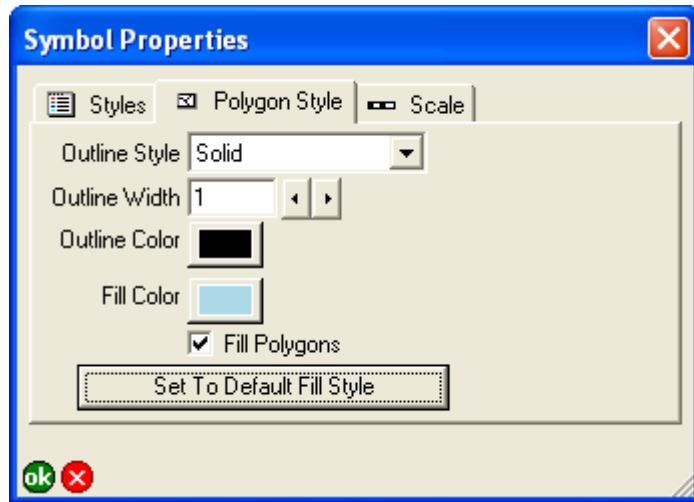 Symbol Properties
Styles Polygon Style Scale
Outline Style Solid
Outline Width 1
Outline Color
Fill Color
Fill Polygons
Set To Default Fill Style
ok